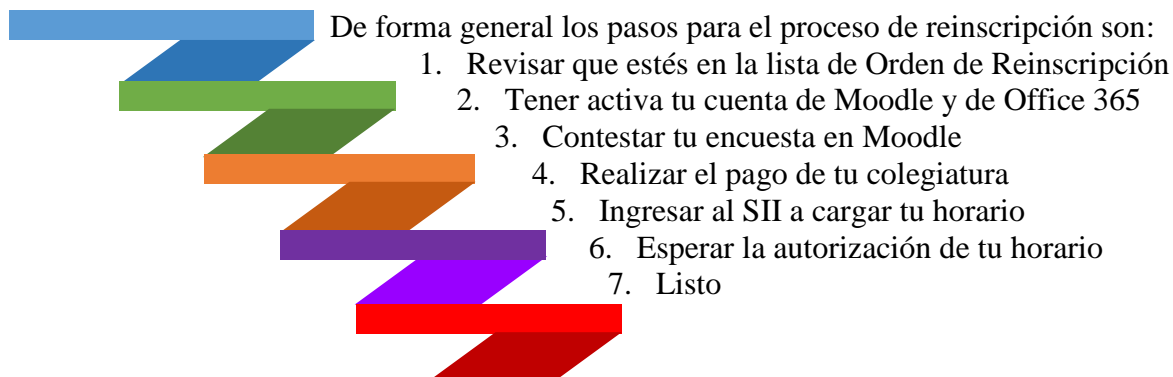 De forma general los pasos para el proceso de reinscripción son:
1. Revisar que estés en la lista de Orden de Reinscripción
2. Tener activa tu cuenta de Moodle y de Office 365
3. Contestar tu encuesta en Moodle
4. Realizar el pago de tu colegiatura
5. Ingresar al SII a cargar tu horario
6. Esperar la autorización de tu horario
7. Listo